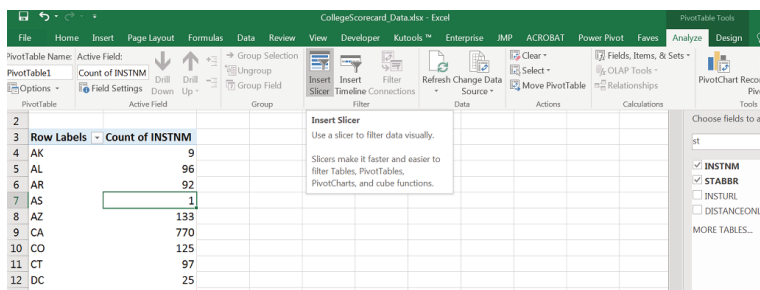 CollegeScorecard_Data.xlsx - Excel
PivotTable Tools
File Home Insert Page Layout Formulas Data Review View Developer Kutools ™ Enterprise JMP ACROBAT Power Pivot Faves Analyze Design
PivotTable Name: Active Field:
PivotTable1 Count of INSTNM
Options Field Settings
Drill Down Drill Up
PivotTable Active Field
Group Selection
Ungroup
Group Field
Group
Insert Slicer Insert Timeline Filter Connections
Filter
Refresh Change Data Source
Data
Clear
Select
Move PivotTable
Actions
Fields, Items, & Sets
OLAP Tools
Relationships
Calculations
PivotChart Reco
Piv
Tools
Insert Slicer
Use a slicer to filter data visually.
Slicers make it faster and easier to
filter Tables, PivotTables,
PivotCharts, and cube functions.
2
3 Row Labels Count of INSTNM
4 AK 9
5 AL 96
6 AR 92
7 AS 1
8 AZ 133
9 CA 770
10 CO 125
11 CT 97
12 DC 25
Choose fields to a
st
INSTNM
STABBR
INSTURL
DISTANCEONL
MORE TABLES...